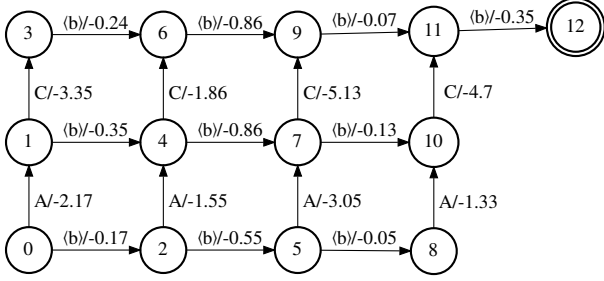 3 ⟨b⟩/-0.24 6 ⟨b⟩/-0.86 9 ⟨b⟩/-0.07 11 ⟨b⟩/-0.35 12
C/-3.35 C/-1.86 C/-5.13 C/-4.7
1 ⟨b⟩/-0.35 4 ⟨b⟩/-0.86 7 ⟨b⟩/-0.13 10
A/-2.17 A/-1.55 A/-3.05 A/-1.33
0 ⟨b⟩/-0.17 2 ⟨b⟩/-0.55 5 ⟨b⟩/-0.05 8